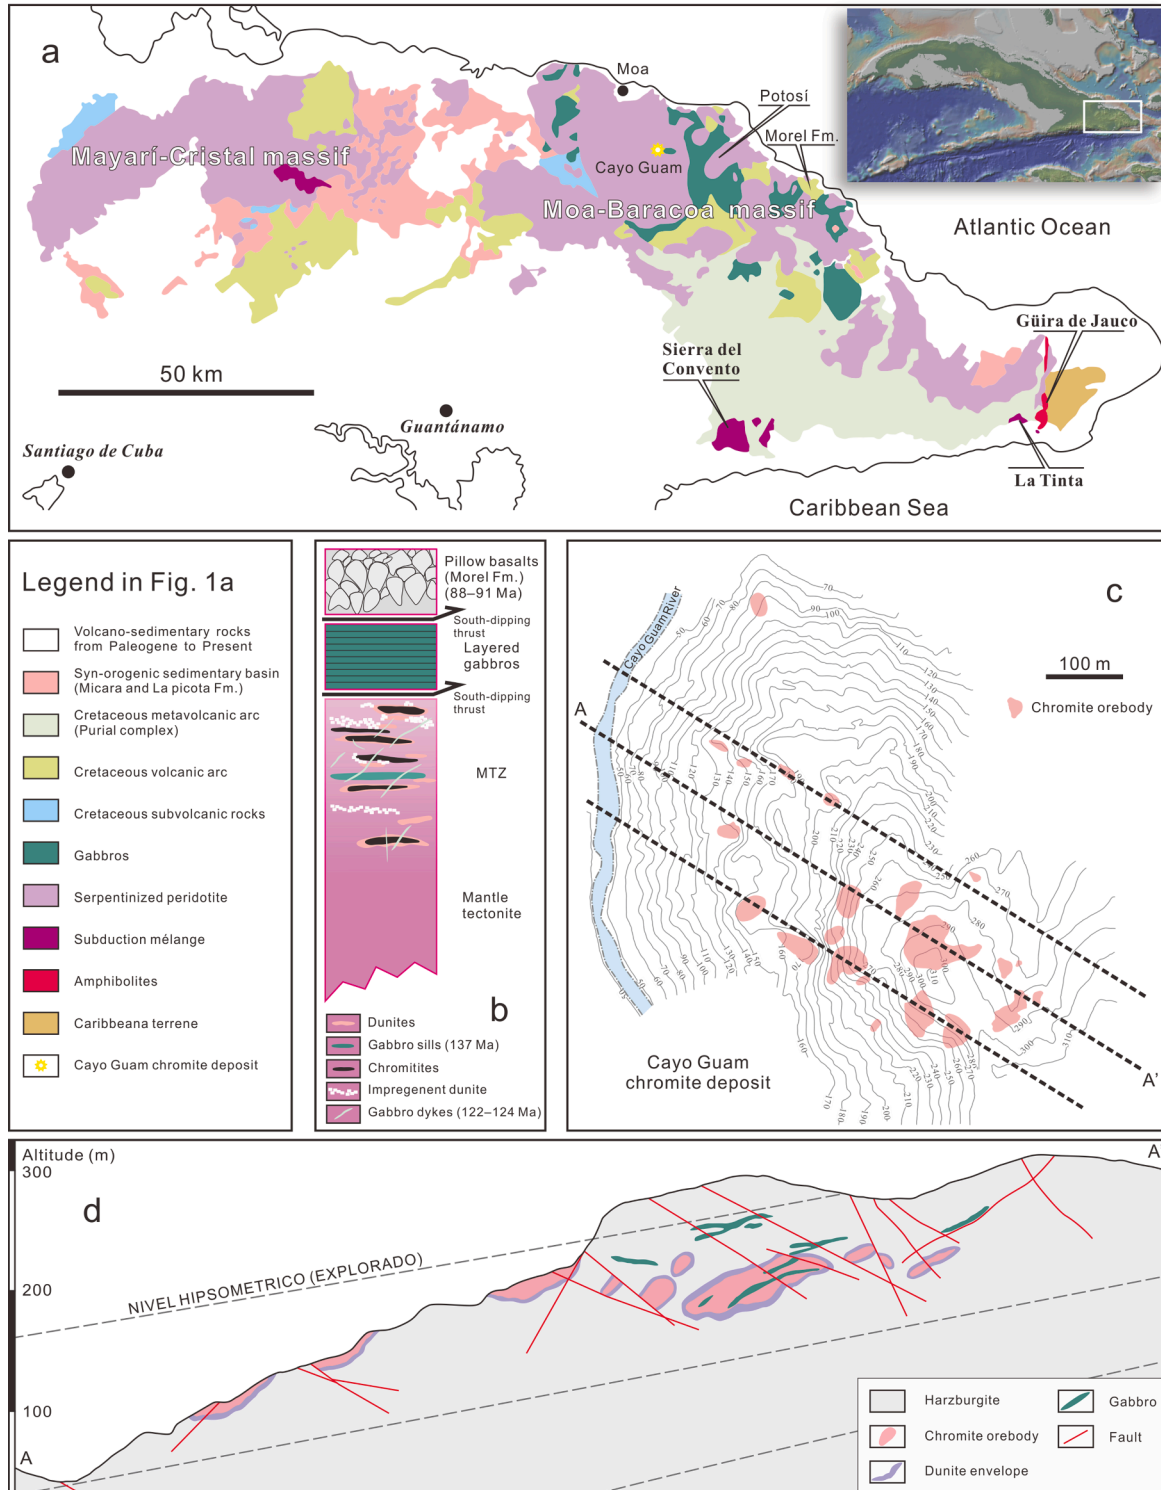 a
Moa
Potosí
Morel Fm.
Mayarí-Cristal massif
Cayo Guam
Moa-Baracoa massif
Atlantic Ocean
Güira de Jauco
Sierra del
Convento
50 km
Guantánamo
Santiago de Cuba
La Tinta
Caribbean Sea
Legend in Fig. 1a
Volcano-sedimentary rocks
from Paleogene to Present
Syn-orogenic sedimentary basin
(Micara and La picota Fm.)
Cretaceous metavolcanic arc
(Purial complex)
Cretaceous volcanic arc
Cretaceous subvolcanic rocks
Gabbros
Serpentinized peridotite
Subduction mélange
Amphibolites
Caribbeana terrene
Cayo Guam chromite deposit
Pillow basalts
(Morel Fm.)
(88–91 Ma)
South-dipping
thrust
Layered
gabbros
South-dipping
thrust
MTZ
Mantle
tectonite
b
Dunites
Gabbro sills (137 Ma)
Chromitites
Impregenent dunite
Gabbro dykes (122–124 Ma)
c
Cayo Guam River
100 m
Chromite orebody
A
A'
Cayo Guam
chromite deposit
Altitude (m)
300
200
100
A
A
d
NIVEL HIPSOMETRICO (EXPLORADO)
Harzburgite
Gabbro
Chromite orebody
Fault
Dunite envelope